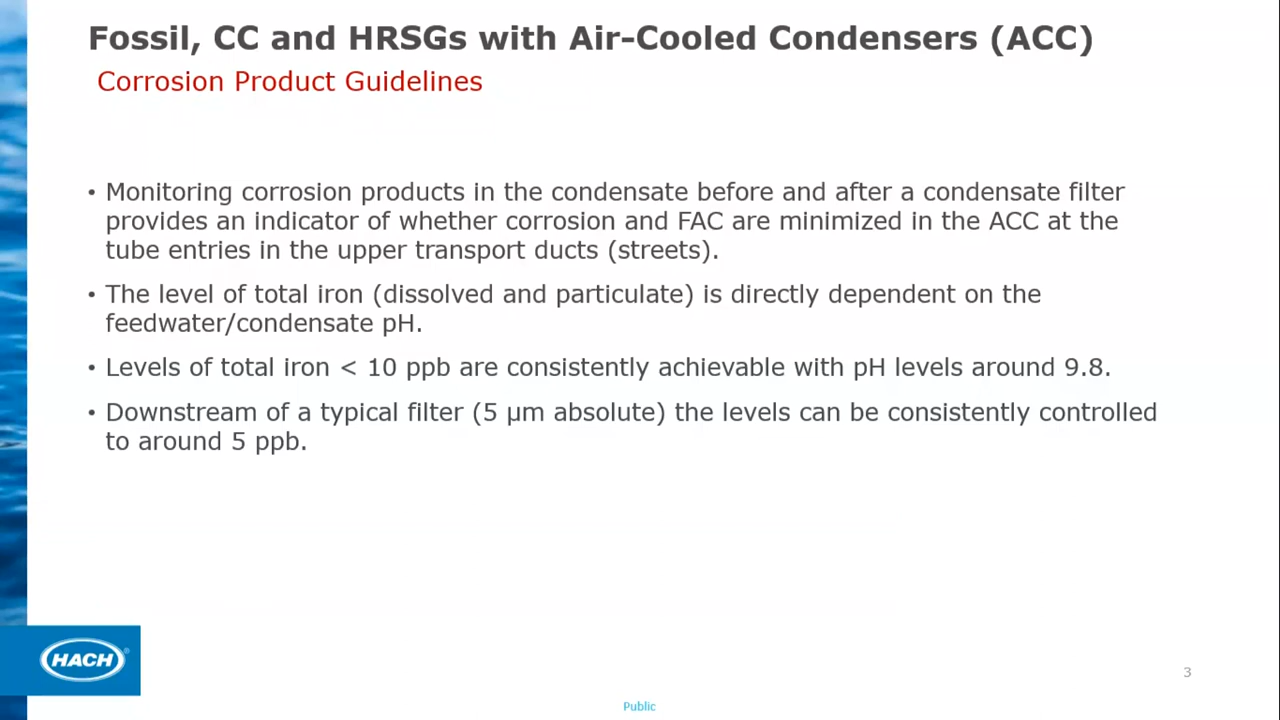 Fossil, CC and HRSGs with Air-Cooled Condensers (ACC)
Corrosion Product Guidelines
• Monitoring corrosion products in the condensate before and after a condensate filter
provides an indicator of whether corrosion and FAC are minimized in the ACC at the
tube entries in the upper transport ducts (streets).
• The level of total iron (dissolved and particulate) is directly dependent on the
feedwater/condensate pH.
• Levels of total iron < 10 ppb are consistently achievable with pH levels around 9.8.
• Downstream of a typical filter (5 μm absolute) the levels can be consistently controlled
to around 5 ppb.
HACH®
3
Public